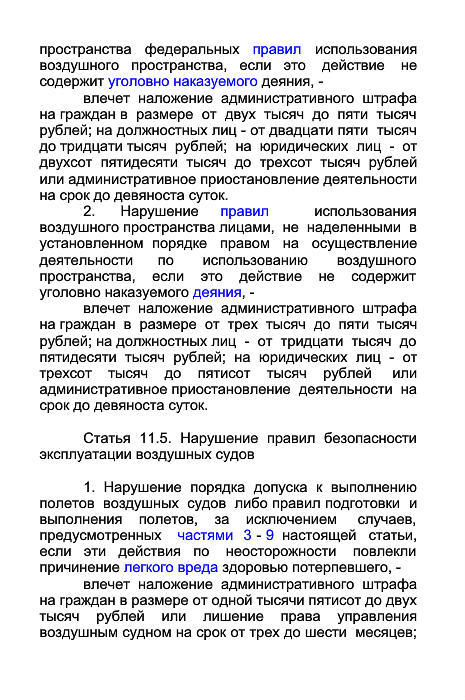 пространства федеральных правил использования
воздушного пространства, если это действие не
содержит уголовно наказуемого деяния, -
влечет наложение административного штрафа
на граждан в размере от двух тысяч до пяти тысяч
рублей; на должностных лиц - от двадцати пяти тысяч
до тридцати тысяч рублей; на юридических лиц - от
двухсот пятидесяти тысяч до трехсот тысяч рублей
или административное приостановление деятельности
на срок до девяноста суток.
2. Нарушение правил использования
воздушного пространства лицами, не наделенными в
установленном порядке правом на осуществление
деятельности по использованию воздушного
пространства, если это действие не содержит
уголовно наказуемого деяния, -
влечет наложение административного штрафа
на граждан в размере от трех тысяч до пяти тысяч
рублей; на должностных лиц - от тридцати тысяч до
пятидесяти тысяч рублей; на юридических лиц - от
трехсот тысяч до пятисот тысяч рублей или
административное приостановление деятельности на
срок до девяноста суток.
Статья 11.5. Нарушение правил безопасности
эксплуатации воздушных судов
1. Нарушение порядка допуска к выполнению
полетов воздушных судов либо правил подготовки и
выполнения полетов, за исключением случаев,
предусмотренных частями 3 - 9 настоящей статьи,
если эти действия по неосторожности повлекли
причинение легкого вреда здоровью потерпевшего, -
влечет наложение административного штрафа
на граждан в размере от одной тысячи пятисот до двух
тысяч рублей или лишение права управления
воздушным судном на срок от трех до шести месяцев;